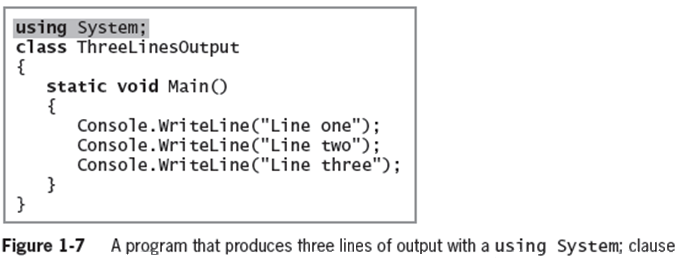 using System;
class ThreeLinesOutput
{
   static void Main()
   {
      Console.WriteLine("Line one");
      Console.WriteLine("Line two");
      Console.WriteLine("Line three");
   }
}
Figure 1-7 A program that produces three lines of output with a using System; clause